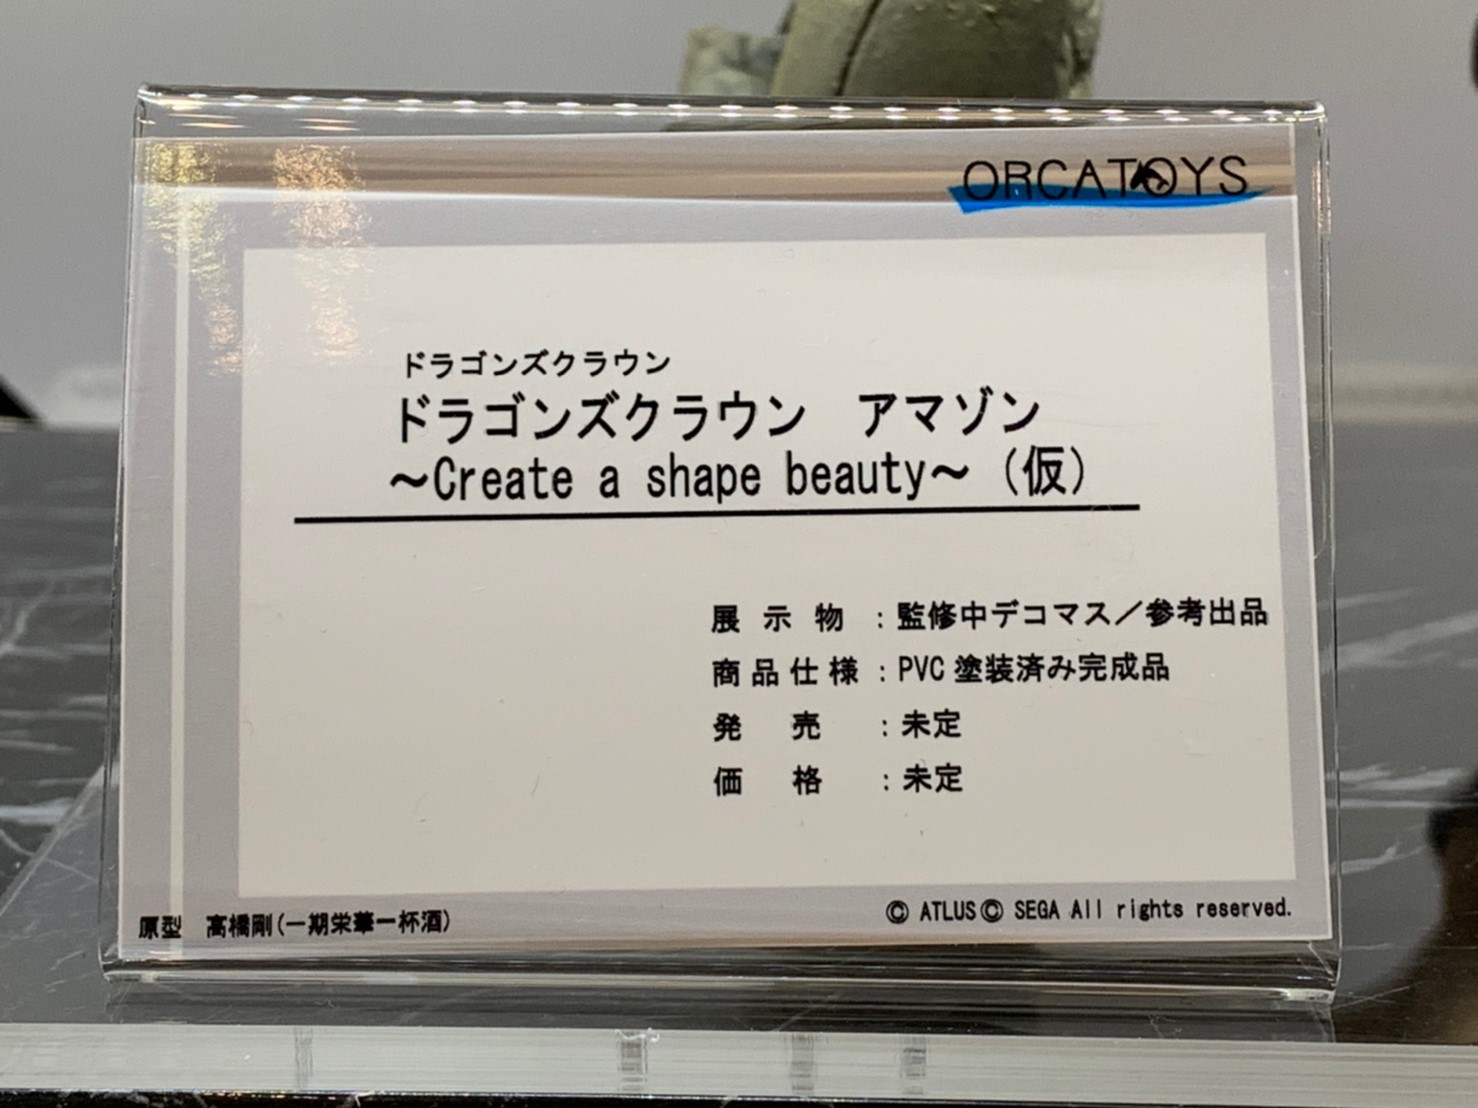 ORCATOYS
ドラゴンズクラウン
ドラゴンズクラウン　アマゾン
～Create a shape beauty～（仮）
展示物：監修中デコマス／参考出品
商品仕様：PVC塗装済み完成品
発売：未定
価格：未定
原型　髙橋剛(一期栄華一杯酒)
© ATLUS© SEGA All rights reserved.